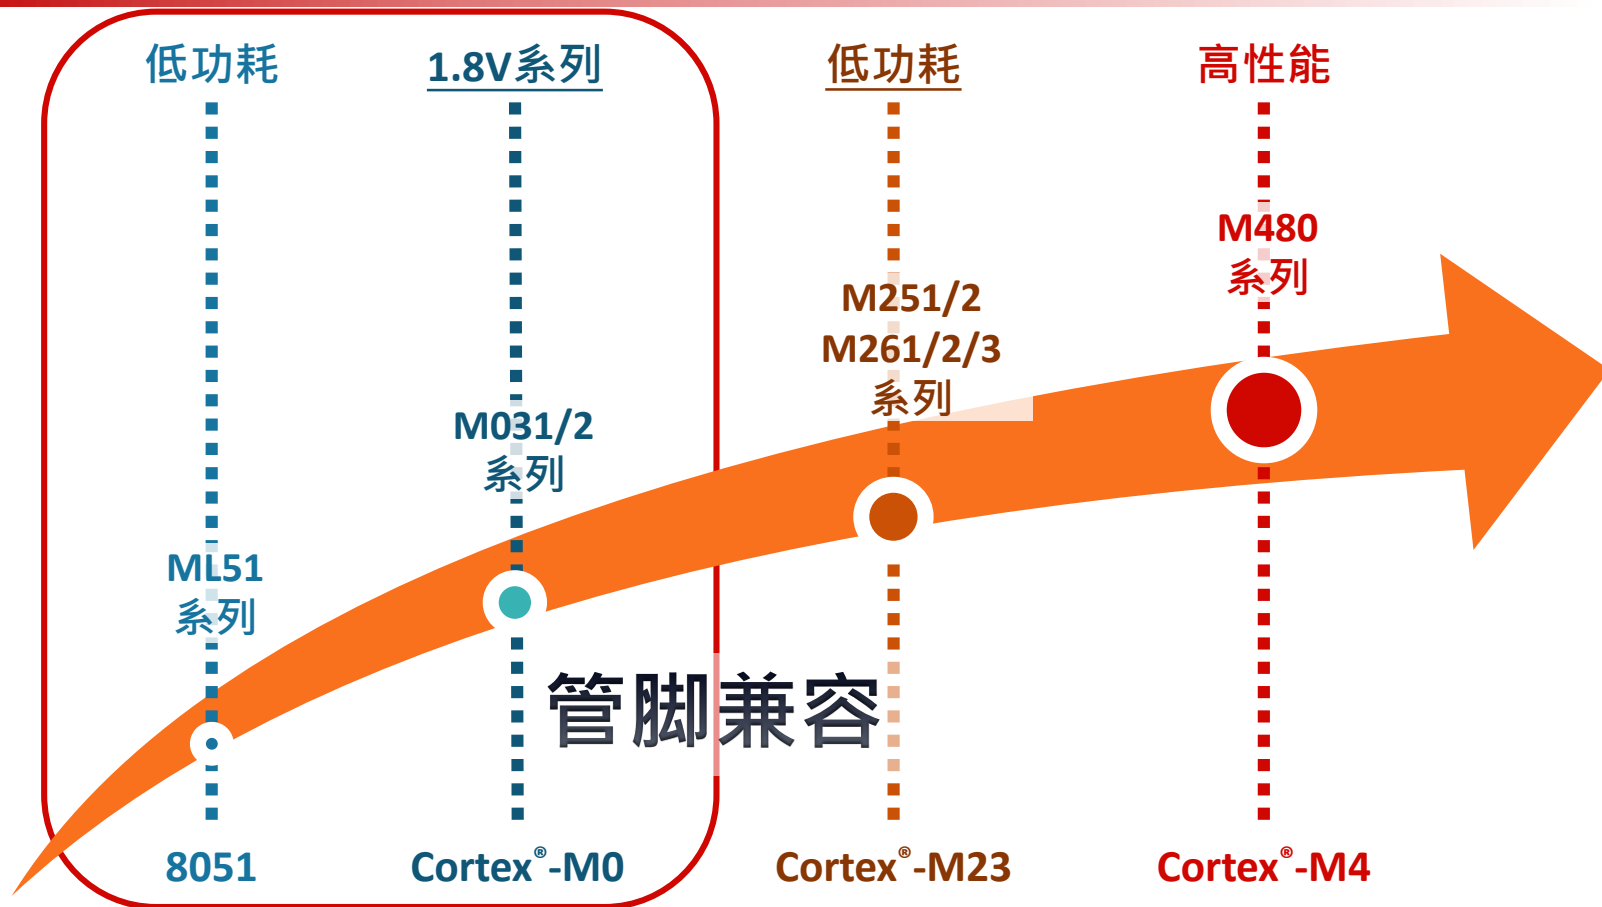 低功耗
1.8V系列
低功耗
高性能
M480
系列
M251/2
M261/2/3
系列
M031/2
系列
ML51
系列
管脚兼容
8051
Cortex®-M0
Cortex®-M23
Cortex®-M4